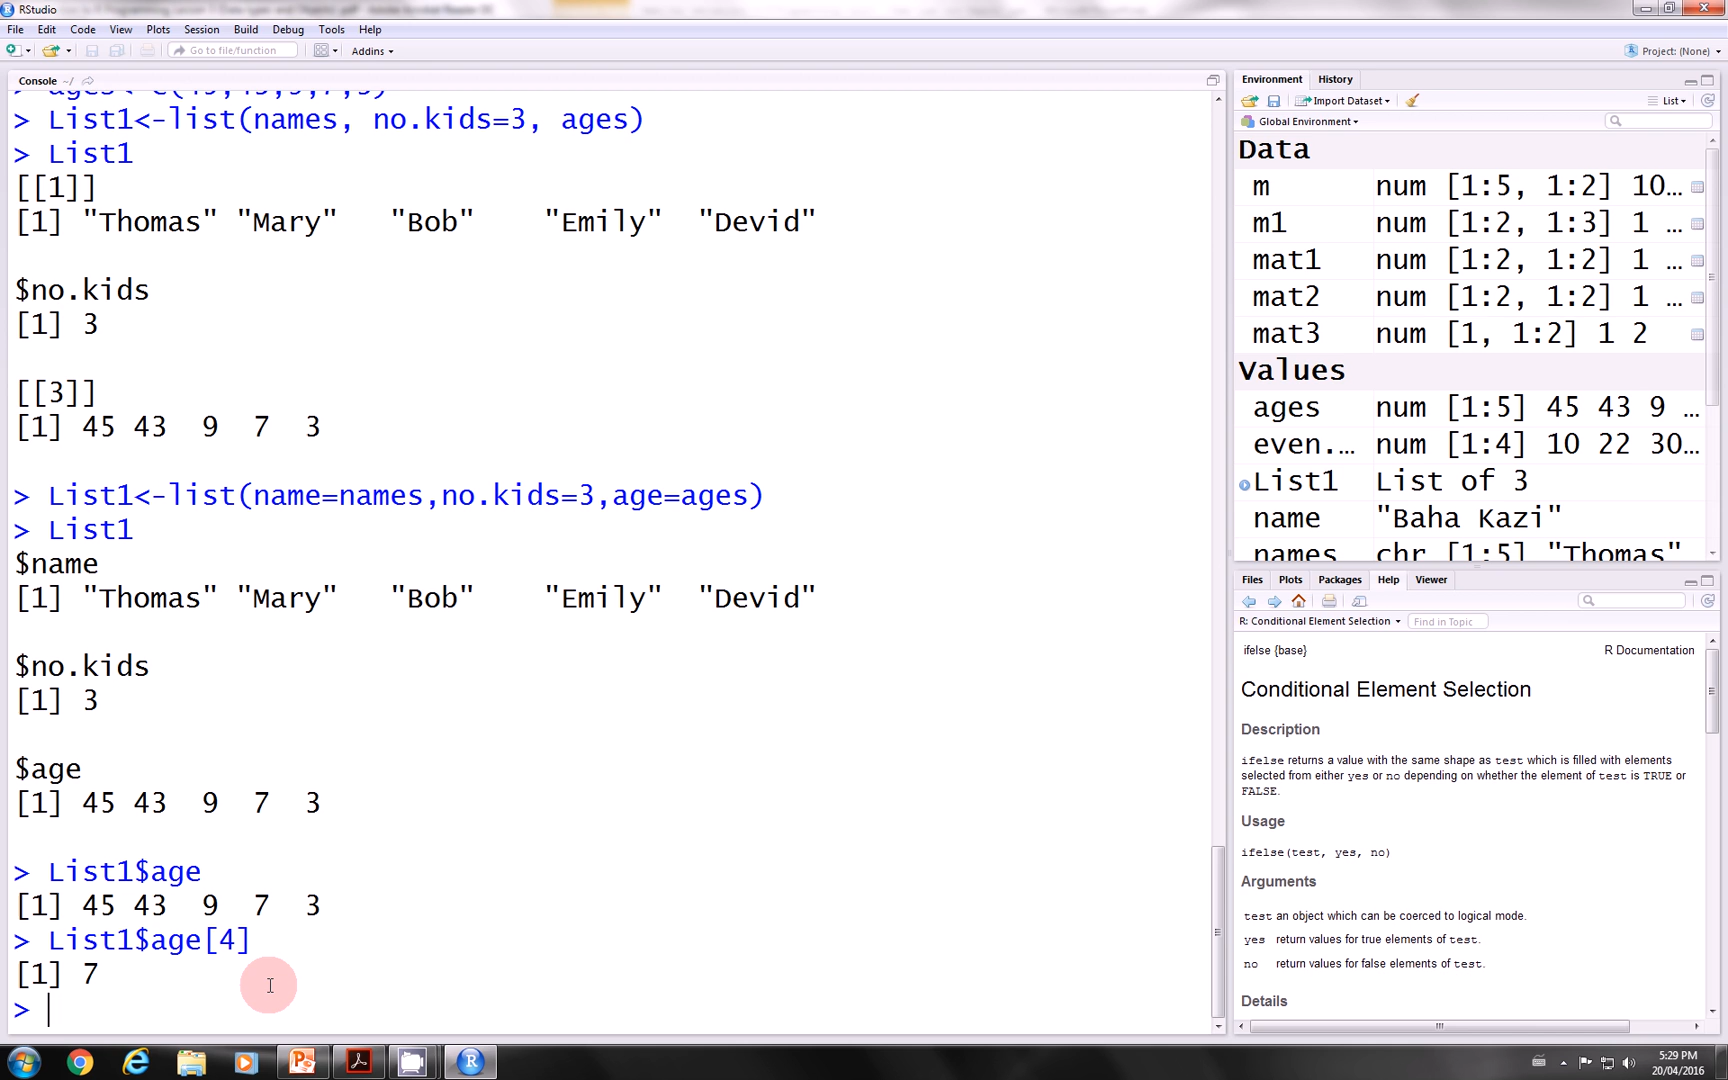 RStudio
File Edit Code View Plots Session Build Debug Tools Help
Go to file/function Addins Project: (None)
Console ~/
> List1<-list(names, no.kids=3, ages)
> List1
[[1]]
[1] "Thomas" "Mary" "Bob" "Emily" "Devid"
$no.kids
[1] 3
[[3]]
[1] 45 43 9 7 3
> List1<-list(name=names,no.kids=3,age=ages)
> List1
$name
[1] "Thomas" "Mary" "Bob" "Emily" "Devid"
$no.kids
[1] 3
$age
[1] 45 43 9 7 3
> List1$age
[1] 45 43 9 7 3
> List1$age[4]
[1] 7
>
Environment History
Import Dataset List
Global Environment
Data
m num [1:5, 1:2] 10...
m1 num [1:2, 1:3] 1 ...
mat1 num [1:2, 1:2] 1 ...
mat2 num [1:2, 1:2] 1 ...
mat3 num [1, 1:2] 1 2
Values
ages num [1:5] 45 43 9 ...
even.... num [1:4] 10 22 30...
List1 List of 3
name "Baha Kazi"
names chr [1:5] "Thomas"
Files Plots Packages Help Viewer
R: Conditional Element Selection Find in Topic
ifelse {base} R Documentation
Conditional Element Selection
Description
ifelse returns a value with the same shape as test which is filled with elements
selected from either yes or no depending on whether the element of test is TRUE or
FALSE.
Usage
ifelse(test, yes, no)
Arguments
test an object which can be coerced to logical mode.
yes return values for true elements of test.
no return values for false elements of test.
Details
5:29 PM
20/04/2016